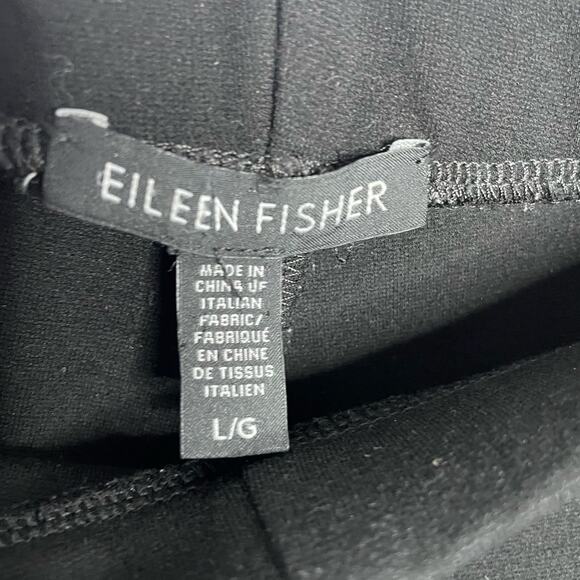 EILEEN FISHER
MADE IN
CHINA OF
ITALIAN
FABRIC/
FABRIQUÉ
EN CHINE
DE TISSUS
ITALIEN
L/G